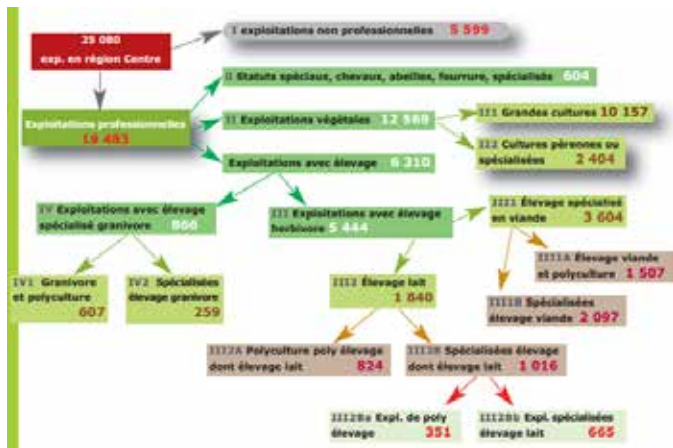 25 080
exp. en région Centre
I exploitations non professionnelles 5 599
II Statuts spéciaux, chevaux, abeilles, fourrure, spécialisés 604
Exploitations professionnelles
19 483
II Exploitations végétales 12 569
II1 Grandes cultures 10 157
II2 Cultures pérennes ou
spécialisées 2 404
Exploitations avec élevage 6 310
IV Exploitations avec élevage
spécialisé granivore 866
III Exploitations avec élevage
herbivore 5 444
III1 Élevage spécialisé
en viande 3 604
IV1 Granivore
et polyculture
607
IV2 Spécialisées
élevage granivore
259
III2 Élevage lait
1 840
III1A Élevage viande
et polyculture 1 507
III1B Spécialisées
élevage viande 2 097
III2A Polyculture poly élevage
dont élevage lait 824
III2B Spécialisées élevage
dont élevage lait 1 016
III2Ba Expl. de poly
élevage 351
III2Bb Expl. spécialisées
élevage lait 665